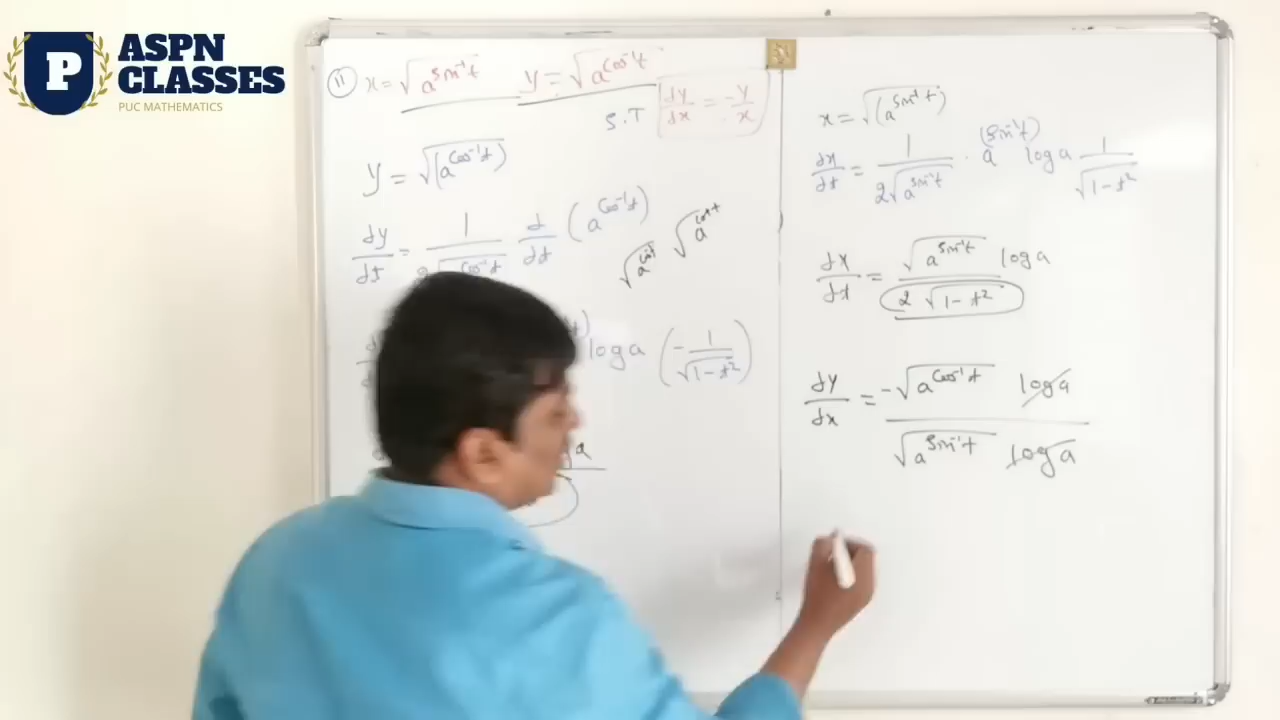 P
ASPN
CLASSES
PUC MATHEMATICS
11 x = √a^sin⁻¹t y = √a^cos⁻¹t
S.T dy/dx = -y/x
y = √(a^cos⁻¹t)
dy/dt = 1/2√a^cos⁻¹t d/dt (a^cos⁻¹t)
log a (-1/√1-t²)
x = √(a^sin⁻¹t)
dx/dt = 1/2√a^sin⁻¹t · a^(sin⁻¹t) log a 1/√1-t²
dx/dt = √a^sin⁻¹t log a / 2√1-t²
dy/dx = -√a^cos⁻¹t log a / √a^sin⁻¹t log a